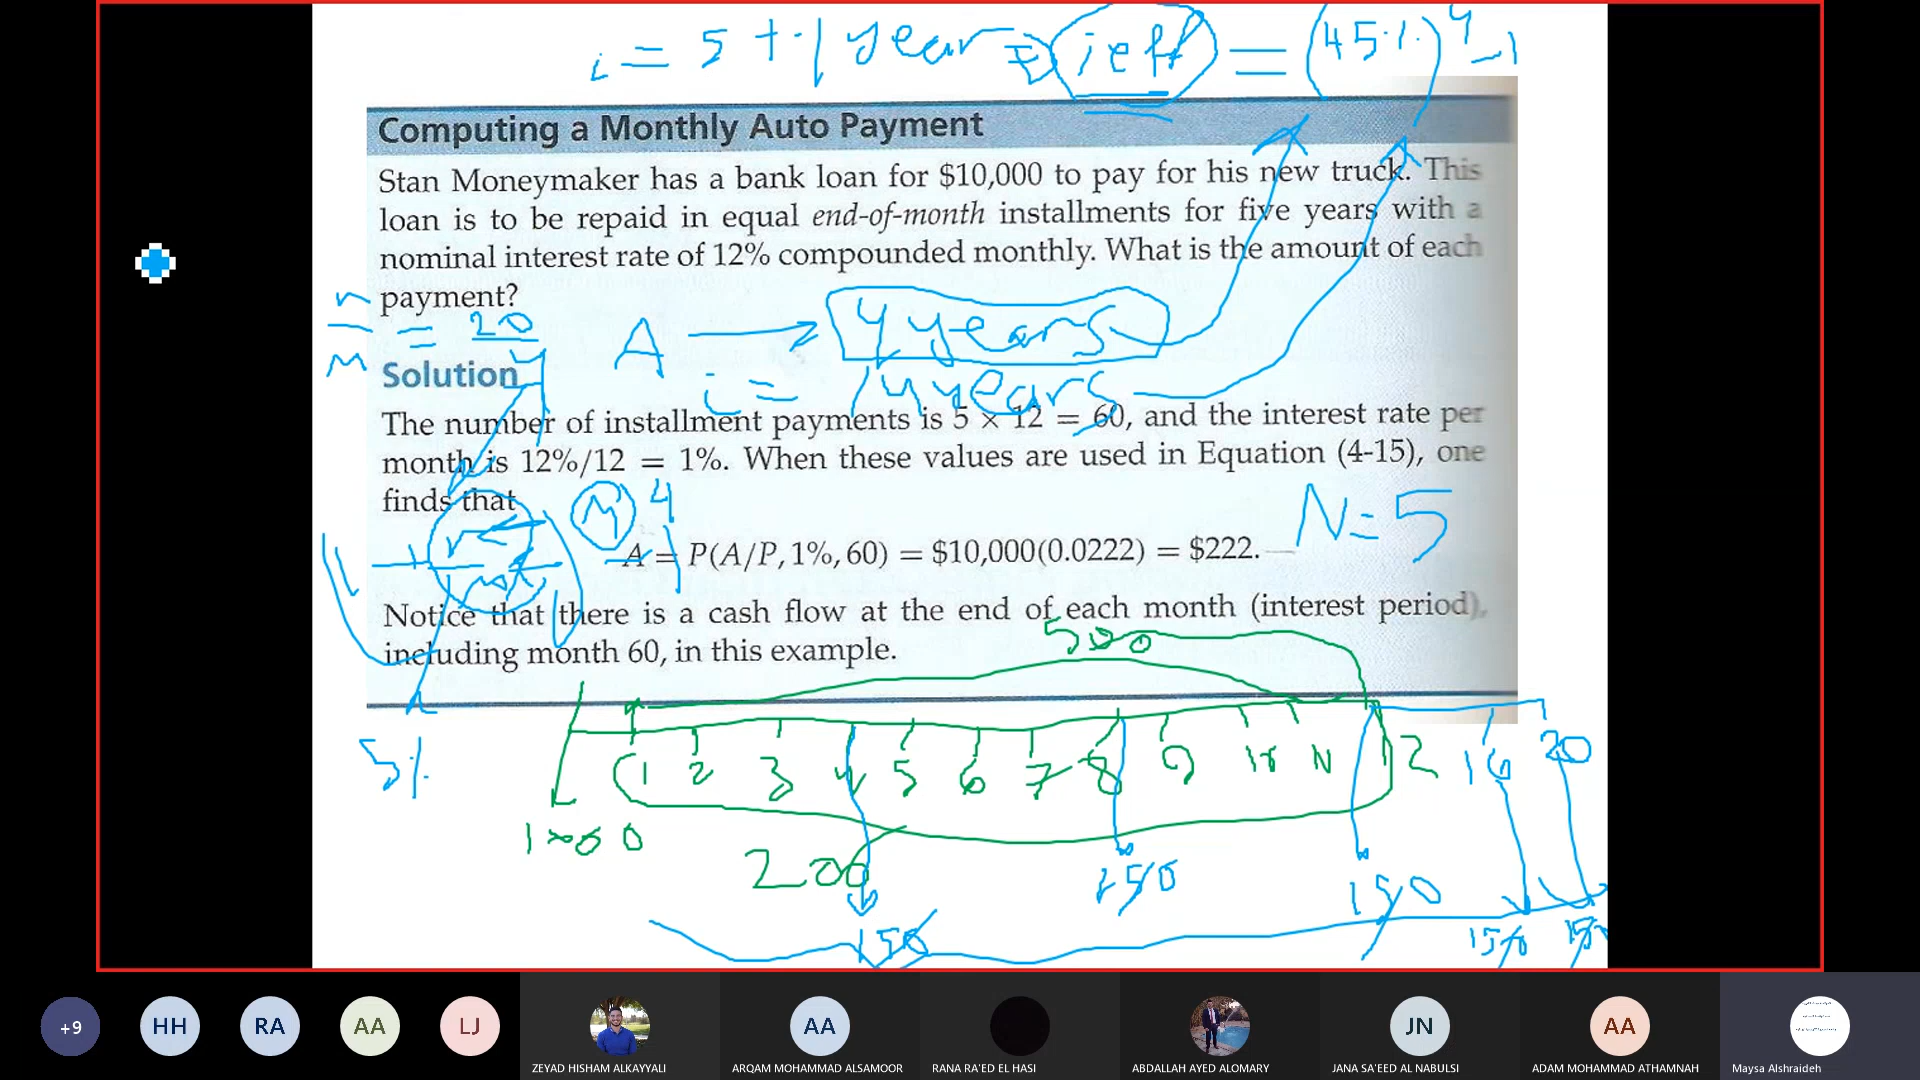 i = 5 % / year ⇒ ieff = ( )^4 - 1
Computing a Monthly Auto Payment
Stan Moneymaker has a bank loan for $10,000 to pay for his new truck. This
loan is to be repaid in equal end-of-month installments for five years with a
nominal interest rate of 12% compounded monthly. What is the amount of each
payment?
= 20
A → 4 years
Solution
i = /4 years
The number of installment payments is 5 × 12 = 60, and the interest rate per
month is 12%/12 = 1%. When these values are used in Equation (4-15), one
finds that
N = 5
A = P(A/P, 1%, 60) = $10,000(0.0222) = $222.
Notice that there is a cash flow at the end of each month (interest period),
including month 60, in this example.
500
1 2 3 4 5 6 7 8 9 10 11 12 16 20
5%
1000
200
150 150 150 150 150
+9
HH
RA
AA
LJ
ZEYAD HISHAM ALKAYYALI
AA
ARQAM MOHAMMAD ALSAMOOR
RANA RA'ED EL HASI
ABDALLAH AYED ALOMARY
JN
JANA SA'EED AL NABULSI
AA
ADAM MOHAMMAD ATHAMNAH
Maysa Alshraideh